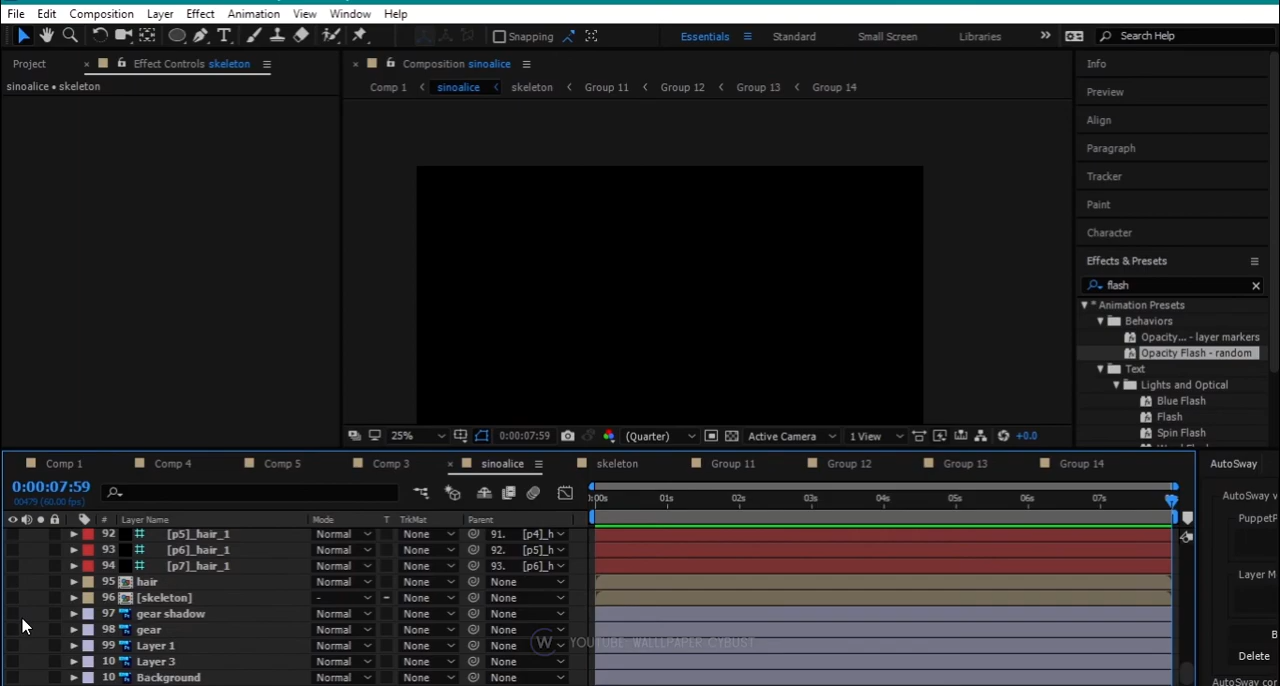 File Edit Composition Layer Effect Animation View Window Help
Snapping Essentials Standard Small Screen Libraries Search Help
Project Effect Controls skeleton Composition sinoalice Info
sinoalice • skeleton Comp 1 sinoalice skeleton Group 11 Group 12 Group 13 Group 14
Preview
Align
Paragraph
Tracker
Paint
Character
Effects & Presets
flash
* Animation Presets
Behaviors
Opacity... - layer markers
Opacity Flash - random
Text
Lights and Optical
Blue Flash
Flash
Spin Flash
25% 0:00:07:59 (Quarter) Active Camera 1 View +0.0
Comp 1 Comp 4 Comp 5 Comp 3 sinoalice skeleton Group 11 Group 12 Group 13 Group 14 AutoSway
0:00:07:59
00479 (60.00 fps)
01s 02s 03s 04s 05s 06s 07s
AutoSway v
PuppetP
Layer M
Delete
AutoSway cor
# Layer Name Mode T TrkMat Parent
92 [p5]_hair_1 Normal None 91. [p4]_h
93 [p6]_hair_1 Normal None 92. [p5]_h
94 [p7]_hair_1 Normal None 93. [p6]_h
95 hair Normal None None
96 [skeleton] - None None
97 gear shadow Normal None None
98 gear Normal None None
99 Layer 1 Normal None None
10 Layer 3 Normal None None
10 Background Normal None None
W YOUTUBE: WALLLPAPER CYBUST